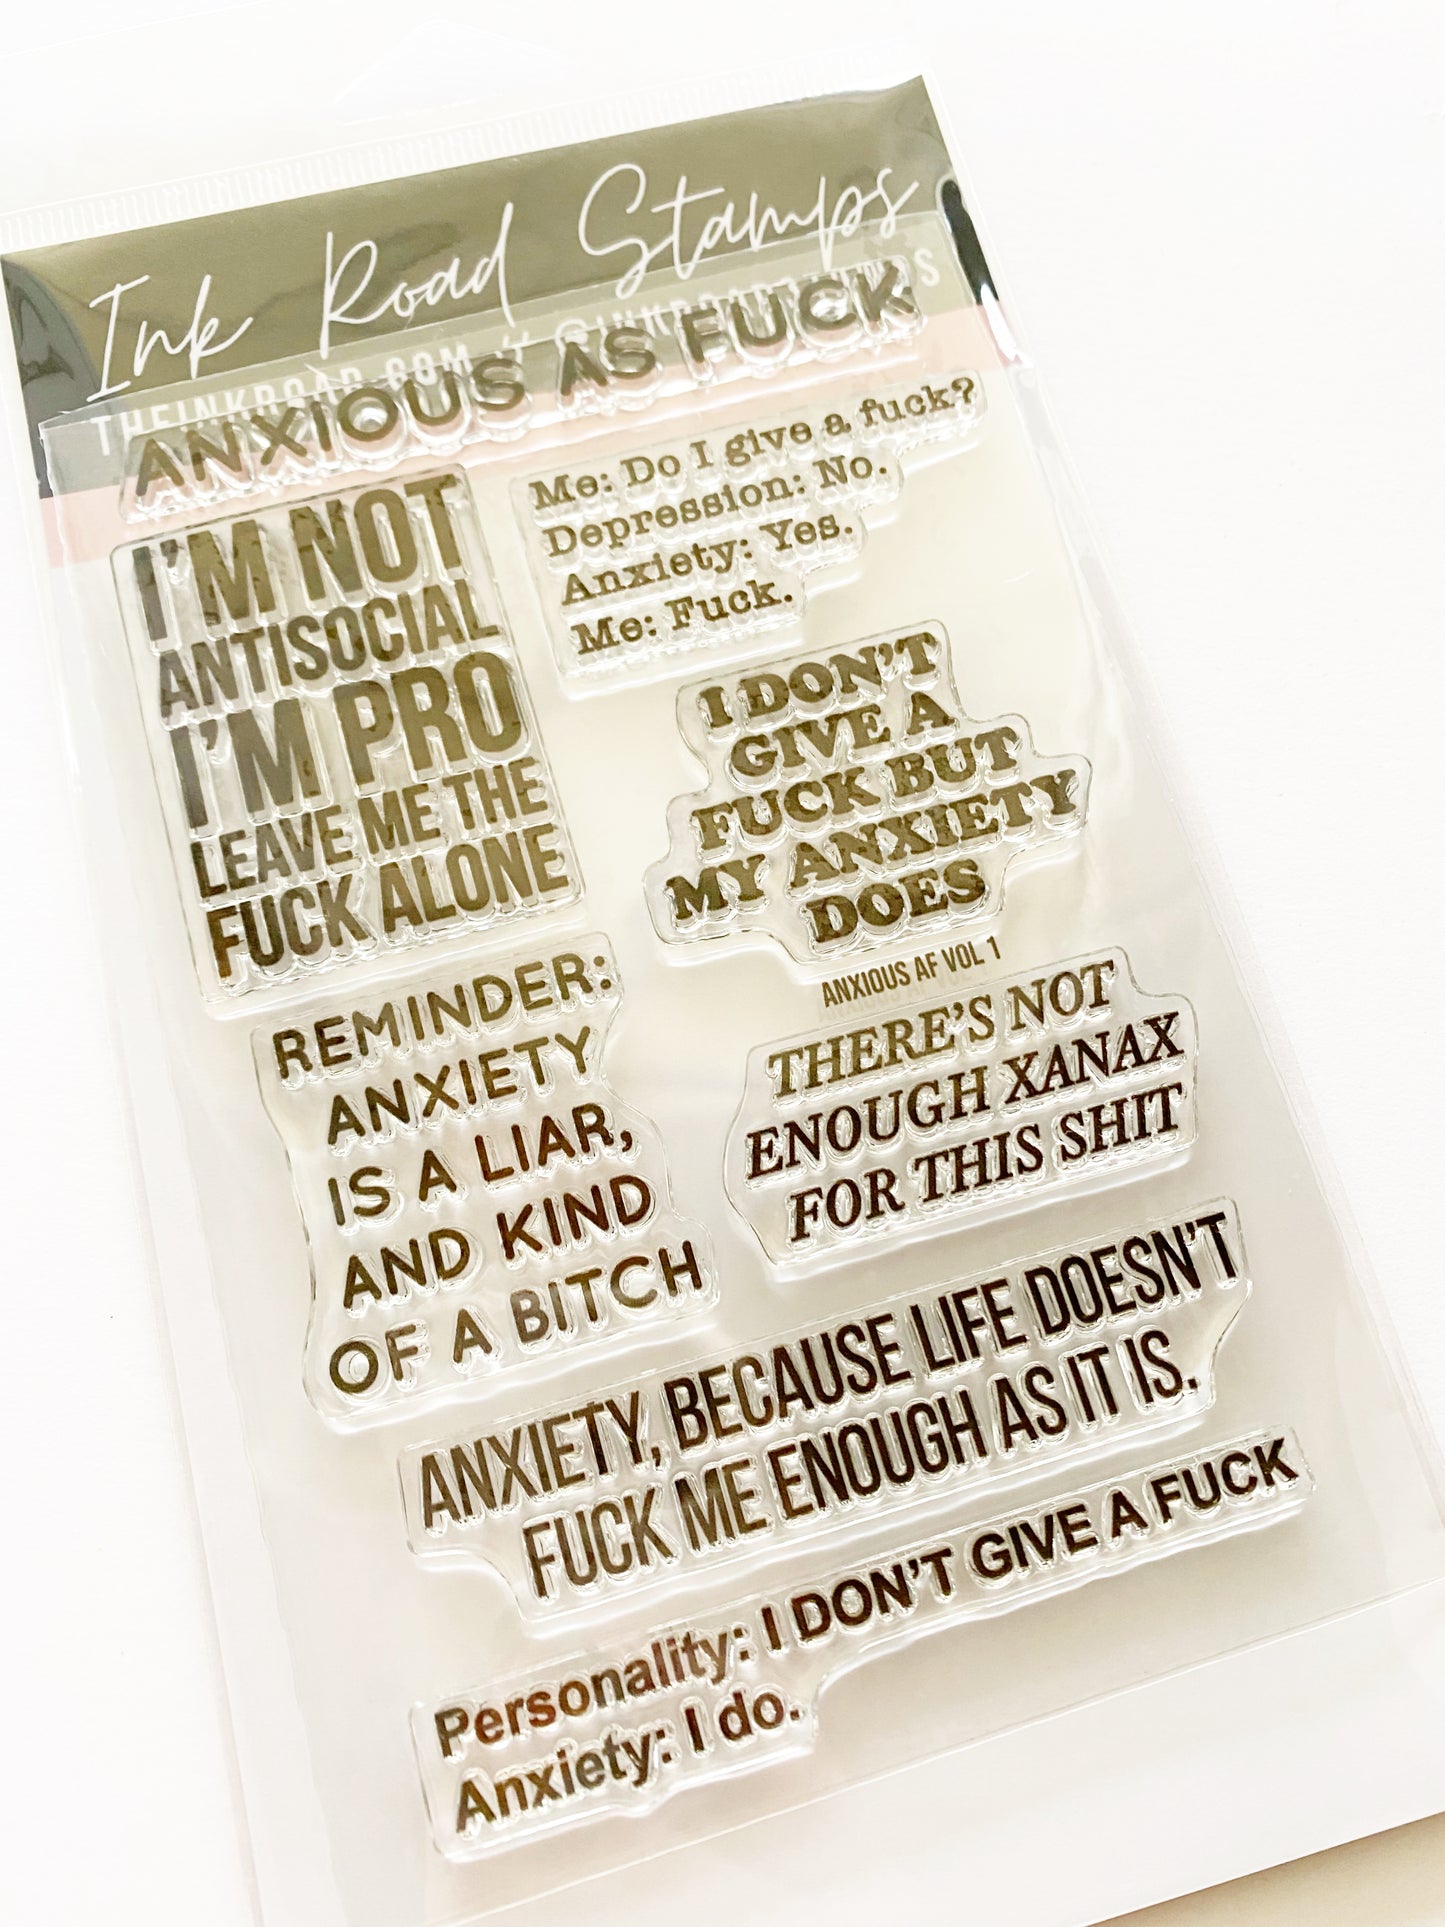 Ink Road Stamps
THEINKROAD.COM // @INKROADSTAMPS
ANXIOUS AS FUCK
I'M NOT
ANTISOCIAL
I'M PRO
LEAVE ME THE
FUCK ALONE
Me: Do I give a fuck?
Depression: No.
Anxiety: Yes.
Me: Fuck.
I DON'T
GIVE A
FUCK BUT
MY ANXIETY
DOES
ANXIOUS AF VOL 1
REMINDER:
ANXIETY
IS A LIAR,
AND KIND
OF A BITCH
THERE'S NOT
ENOUGH XANAX
FOR THIS SHIT
ANXIETY, BECAUSE LIFE DOESN'T
FUCK ME ENOUGH AS IT IS.
Personality: I DON'T GIVE A FUCK
Anxiety: I do.